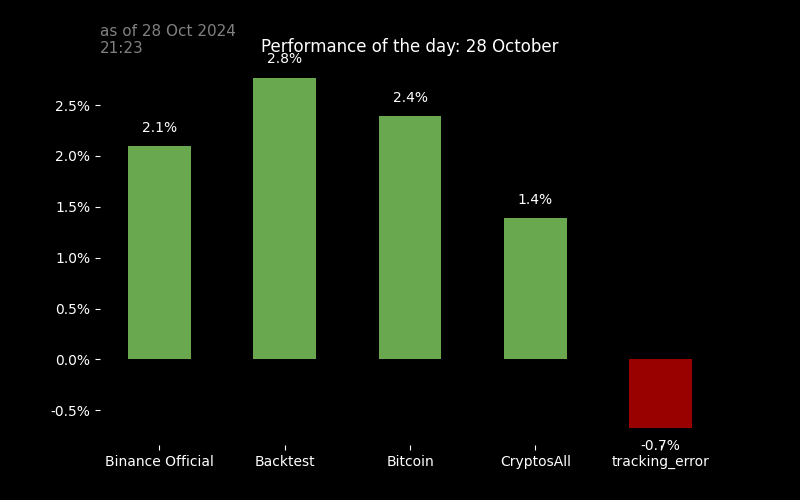 as of 28 Oct 2024
21:23
Performance of the day: 28 October
2.8%
2.5%
2.4%
2.1%
2.0%
1.5%
1.4%
1.0%
0.5%
0.0%
-0.5%
-0.7%
Binance Official
Backtest
Bitcoin
CryptosAll
tracking_error